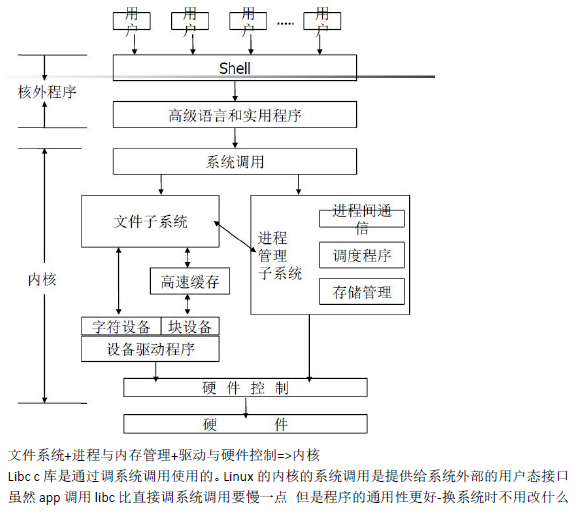 用户 用户 用户 ..... 用户
Shell
核外程序
高级语言和实用程序
系统调用
文件子系统
进程间通信
进程管理子系统
调度程序
内核
高速缓存
存储管理
字符设备 块设备
设备驱动程序
硬 件 控 制
硬 件
文件系统+进程与内存管理+驱动与硬件控制=>内核
Libc c 库是通过调系统调用使用的。Linux 的内核的系统调用是提供给系统外部的用户态接口
虽然 app 调用 libc 比直接调系统调用要慢一点 但是程序的通用性更好-换系统时不用改什么